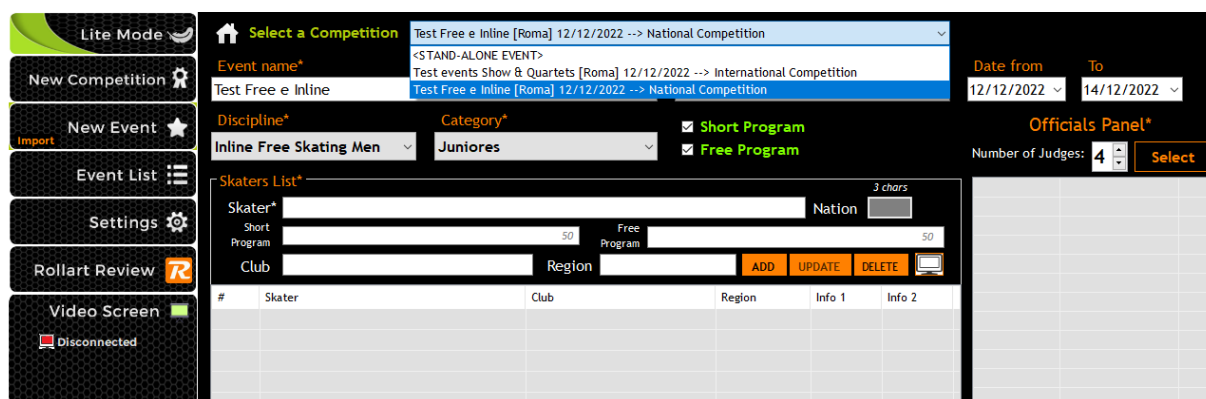 Lite Mode
New Competition
New Event
Import
Event List
Settings
Rollart Review
R
Video Screen
Disconnected
Select a Competition Test Free e Inline [Roma] 12/12/2022 --> National Competition
<STAND-ALONE EVENT>
Test events Show & Quartets [Roma] 12/12/2022 --> International Competition
Test Free e Inline [Roma] 12/12/2022 --> National Competition
Event name*
Test Free e Inline
Date from To
12/12/2022 14/12/2022
Discipline* Category*
Inline Free Skating Men Juniores
Short Program
Free Program
Officials Panel*
Number of Judges: 4 Select
Skaters List*
3 chars
Skater* Nation
Short Program 50 Free Program 50
Club Region ADD UPDATE DELETE
# Skater Club Region Info 1 Info 2